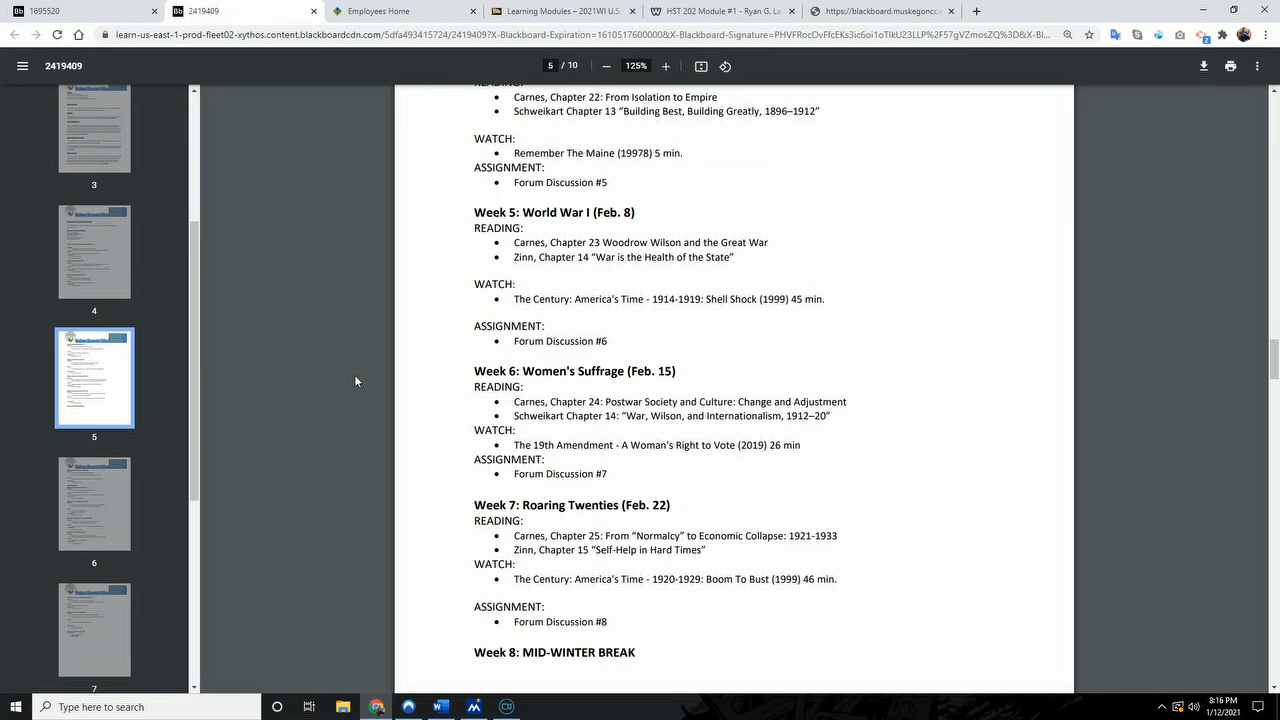 1695520
2419409
Employees Home
Learning Modules – 2021WI U.S.
HST 202 Module #1 - Ryan G. La
https://blackboard.muskegoncc.e
learn-us-east-1-prod-fleet02-xythos.content.blackboardcdn.com/5dfa493415724/2419409?X-Blackboard-Expiration=1610517600000&X-Blackboard-Signature=
2419409
5 / 10
125%
Carnes, Chapter 22: From Isolation to Empire
Schweikart Chapter 13 “Building Best, Building Greatly, 1896–1912”
WATCH:
Remember The Maine (19978) 5 min.
ASSIGNMENT:
Forum Discussion #5
Week 5: World War I (Feb. 8)
READING:
Carnes, Chapter 23 Woodrow Wilson and the Great War
Zinn, Chapter 14 “War is the Health of the State”
WATCH:
The Century: America's Time - 1914-1919: Shell Shock (1999) 45 min.
ASSIGNMENT:
Forum Discussion #6
Week 6: Women's Suffrage (Feb. 15)
READING:
Carnes, Chapter 24: Postwar Society and Culture: Change and Adjustment
Schweikart Chapter 14: “War, Wilson, and Internationalism, 1912–20”
WATCH:
The 19th Amendment - A Woman's Right to Vote (2019) 26 min
ASSIGNMENT:
Forum Discussion #7
Week 7: Roaring Twenties (Feb. 22)
READING:
Carnes, Chapter 25: From “Normalcy” to Economic Collapse: 1921-1933
Zinn, Chapter 15 “Self-Help in Hard Times”
WATCH:
The Century: America's Time - 1920-1929: Boom To Bust (1999) 46 min.
ASSIGNMENT:
Forum Discussion #8
Week 8: MID-WINTER BREAK
3
4
5
6
7
Type here to search
8:16 PM
1/12/2021